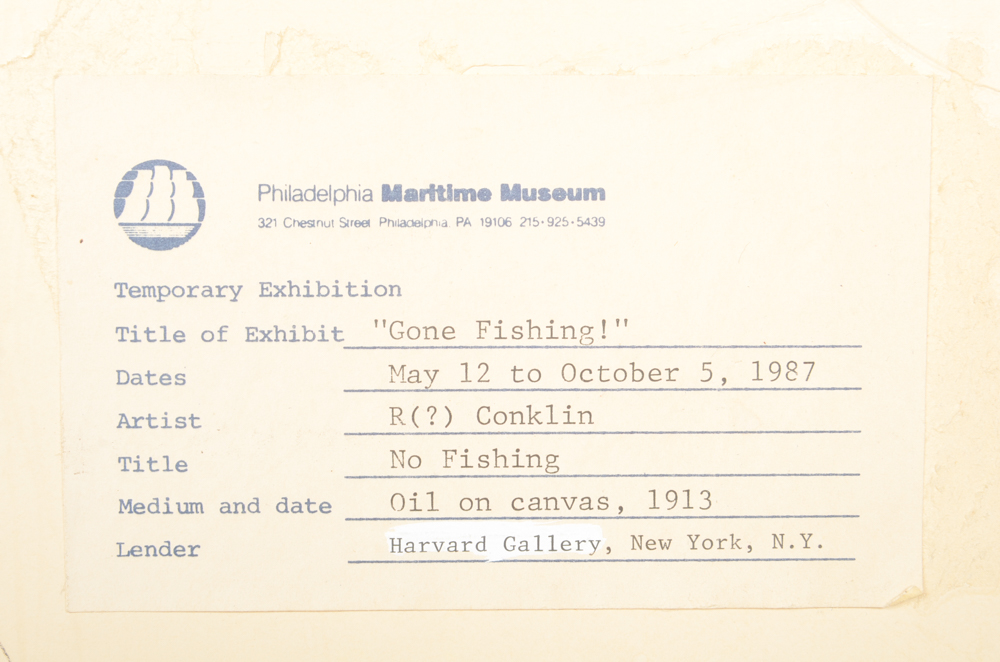 Philadelphia Maritime Museum
321 Chestnut Street Philadelphia, PA 19106 215•925•5439
Temporary Exhibition
Title of Exhibit "Gone Fishing!"
Dates May 12 to October 5, 1987
Artist R(?) Conklin
Title No Fishing
Medium and date Oil on canvas, 1913
Lender Harvard Gallery, New York, N.Y.